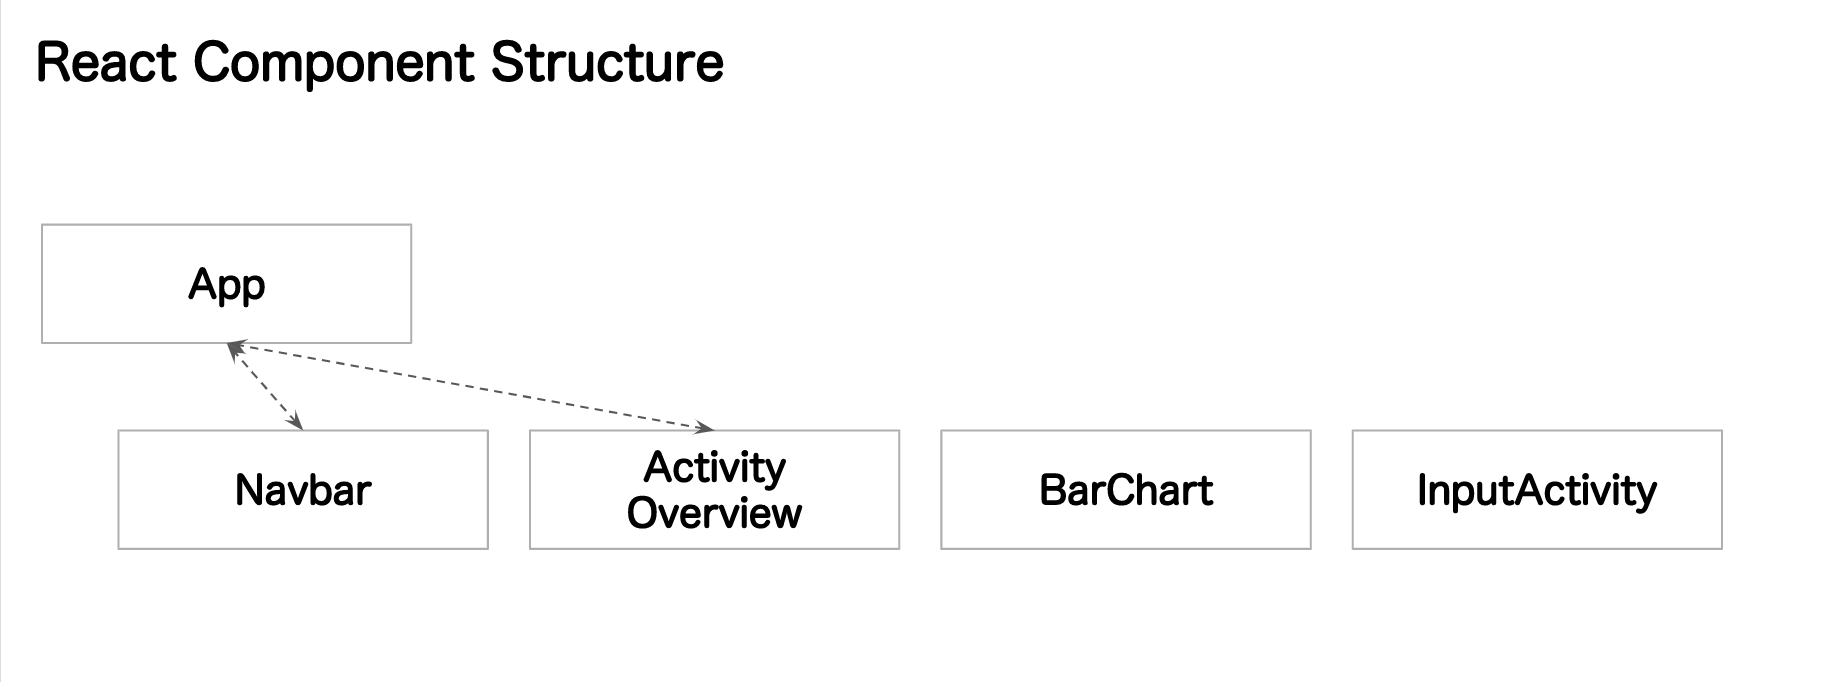 React Component Structure
App
Navbar
Activity
Overview
BarChart
InputActivity